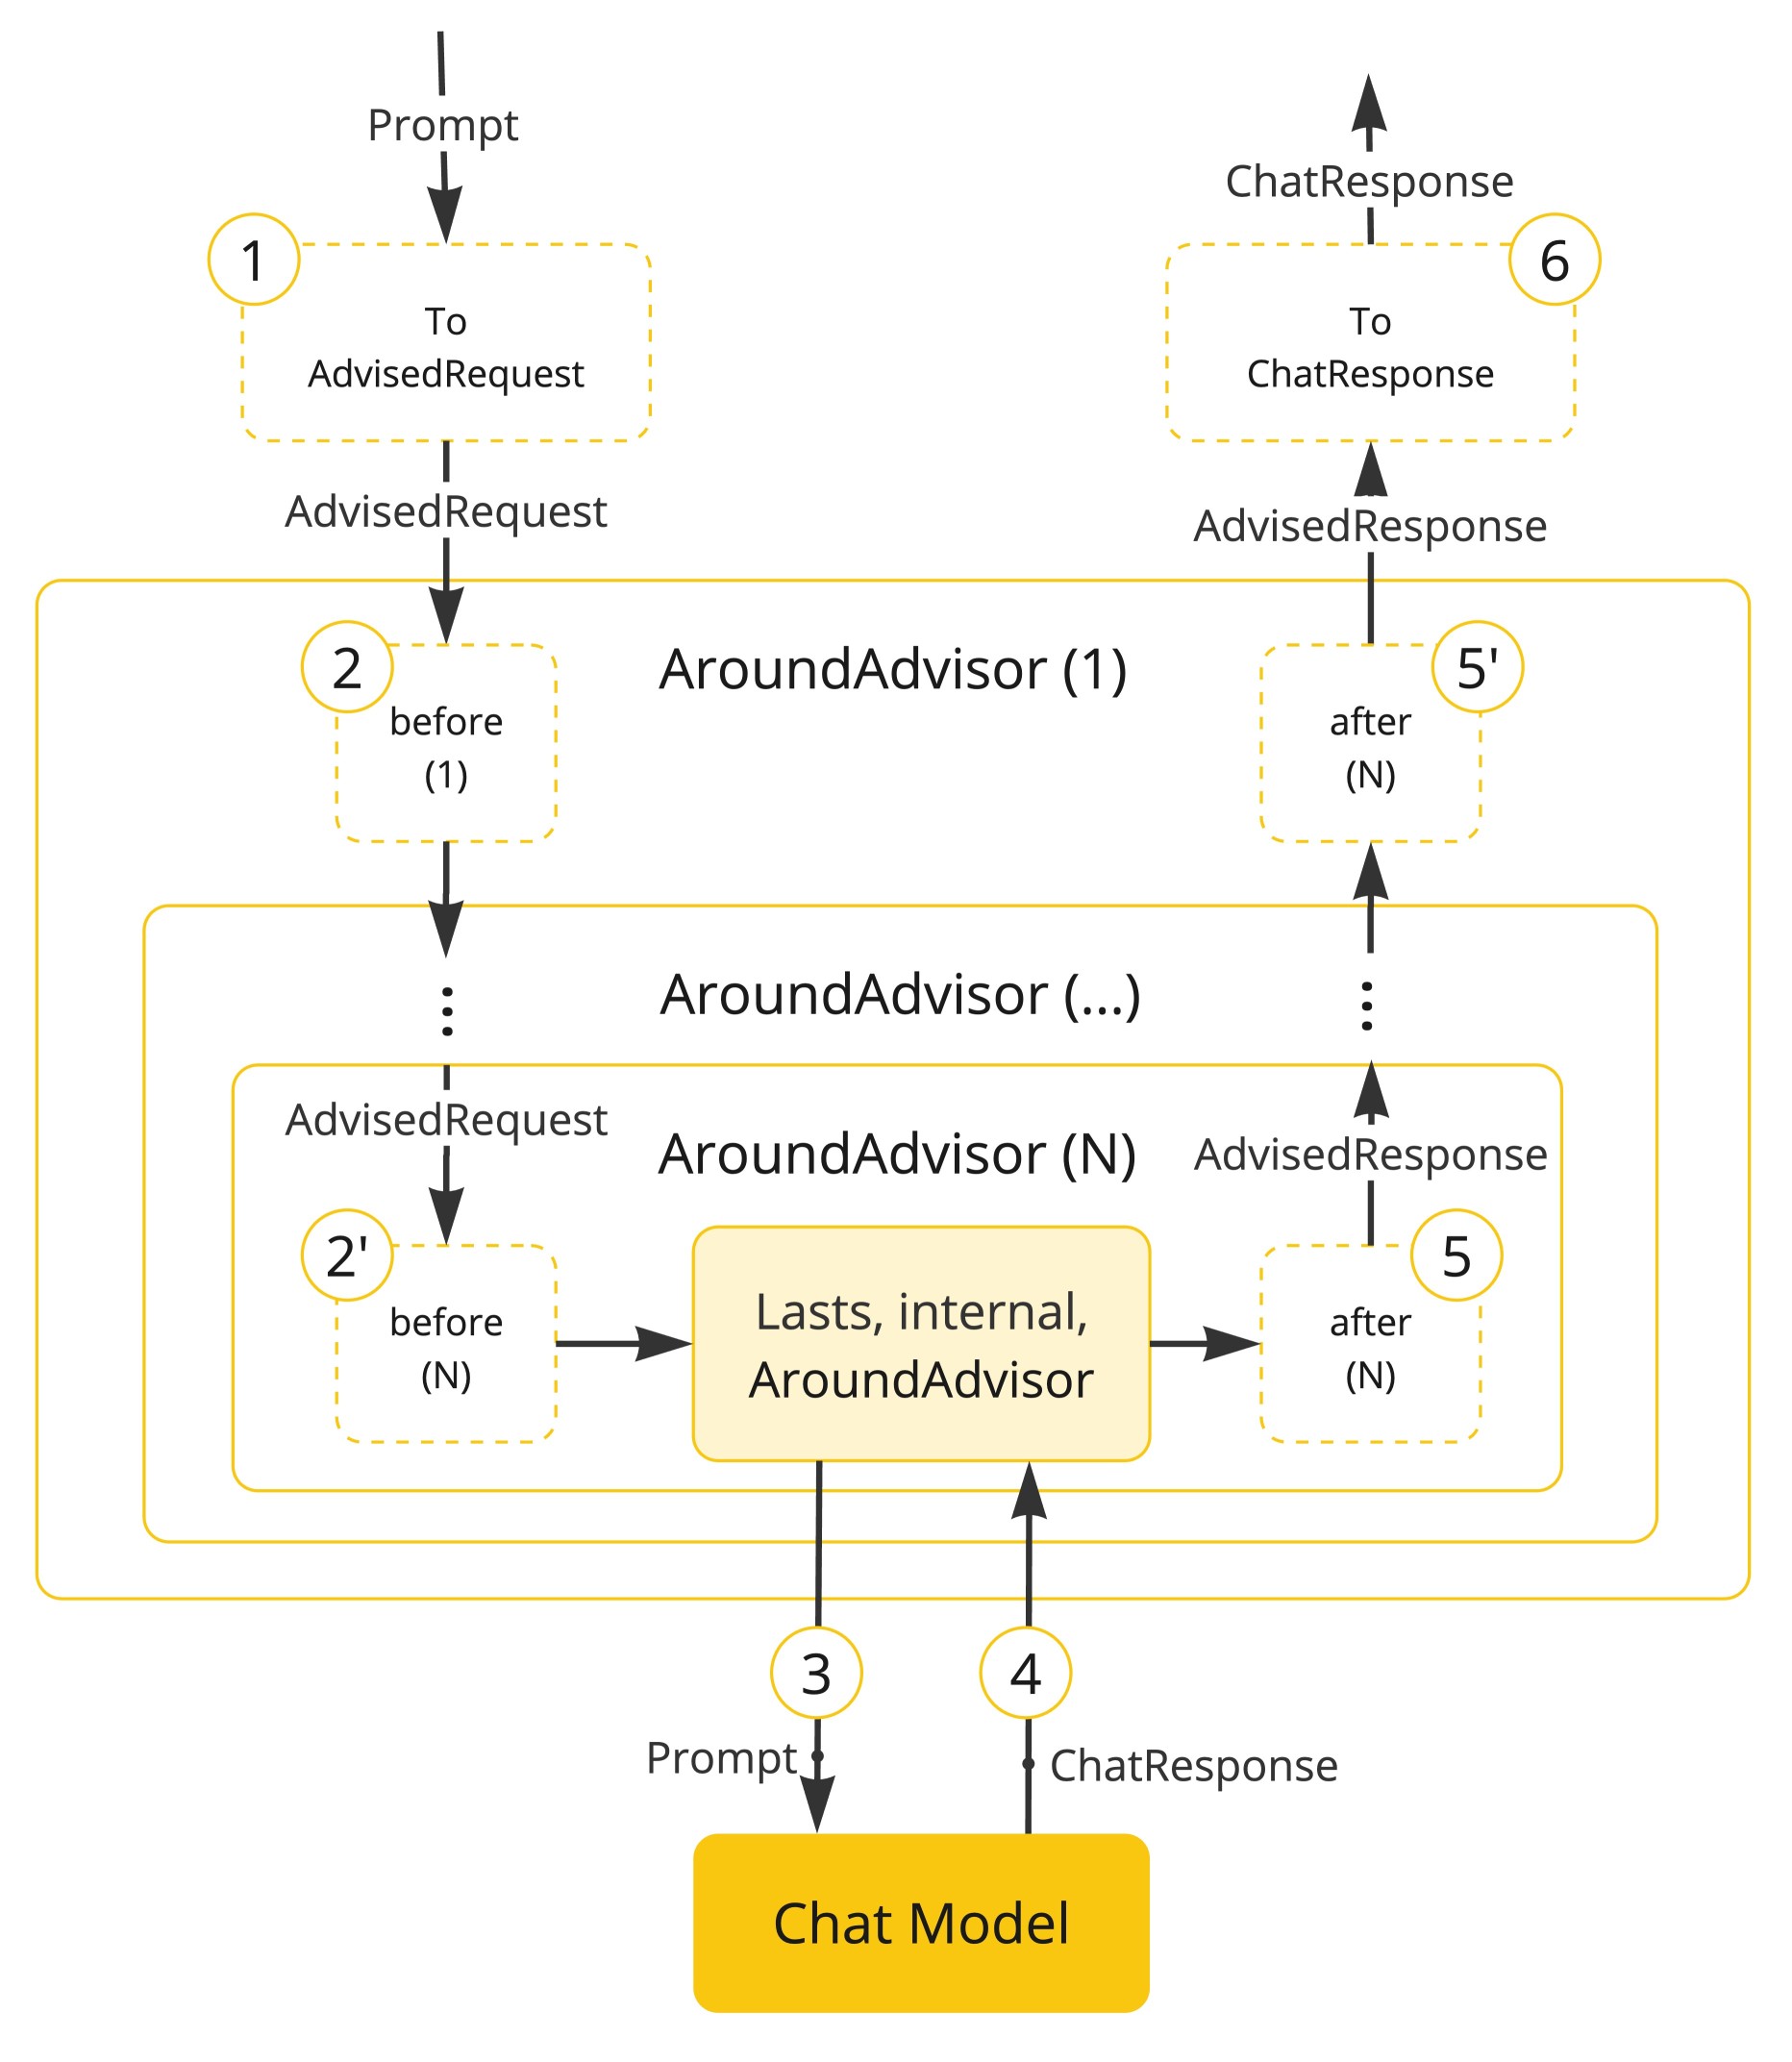 Prompt
ChatResponse
1
To
AdvisedRequest
6
To
ChatResponse
AdvisedRequest
AdvisedResponse
2
before
(1)
AroundAdvisor (1)
5'
after
(N)
AroundAdvisor (...)
AdvisedRequest
AroundAdvisor (N)
AdvisedResponse
2'
before
(N)
Lasts, internal,
AroundAdvisor
5
after
(N)
3
4
Prompt
ChatResponse
Chat Model